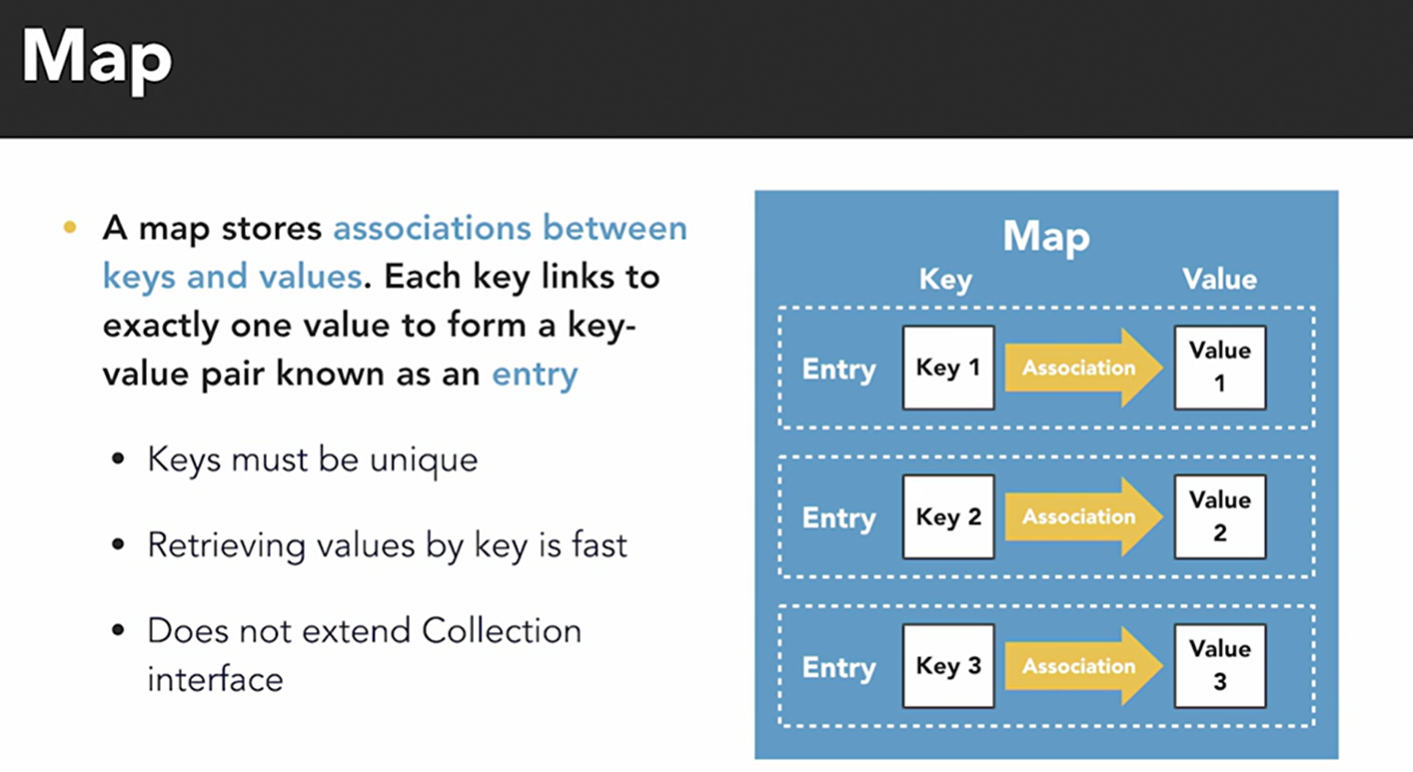 Map
A map stores associations between
keys and values. Each key links to
exactly one value to form a key-
value pair known as an entry
Keys must be unique
Retrieving values by key is fast
Does not extend Collection
interface
Map
Key Value
Entry Key 1 Association Value
1
Entry Key 2 Association Value
2
Entry Key 3 Association Value
3